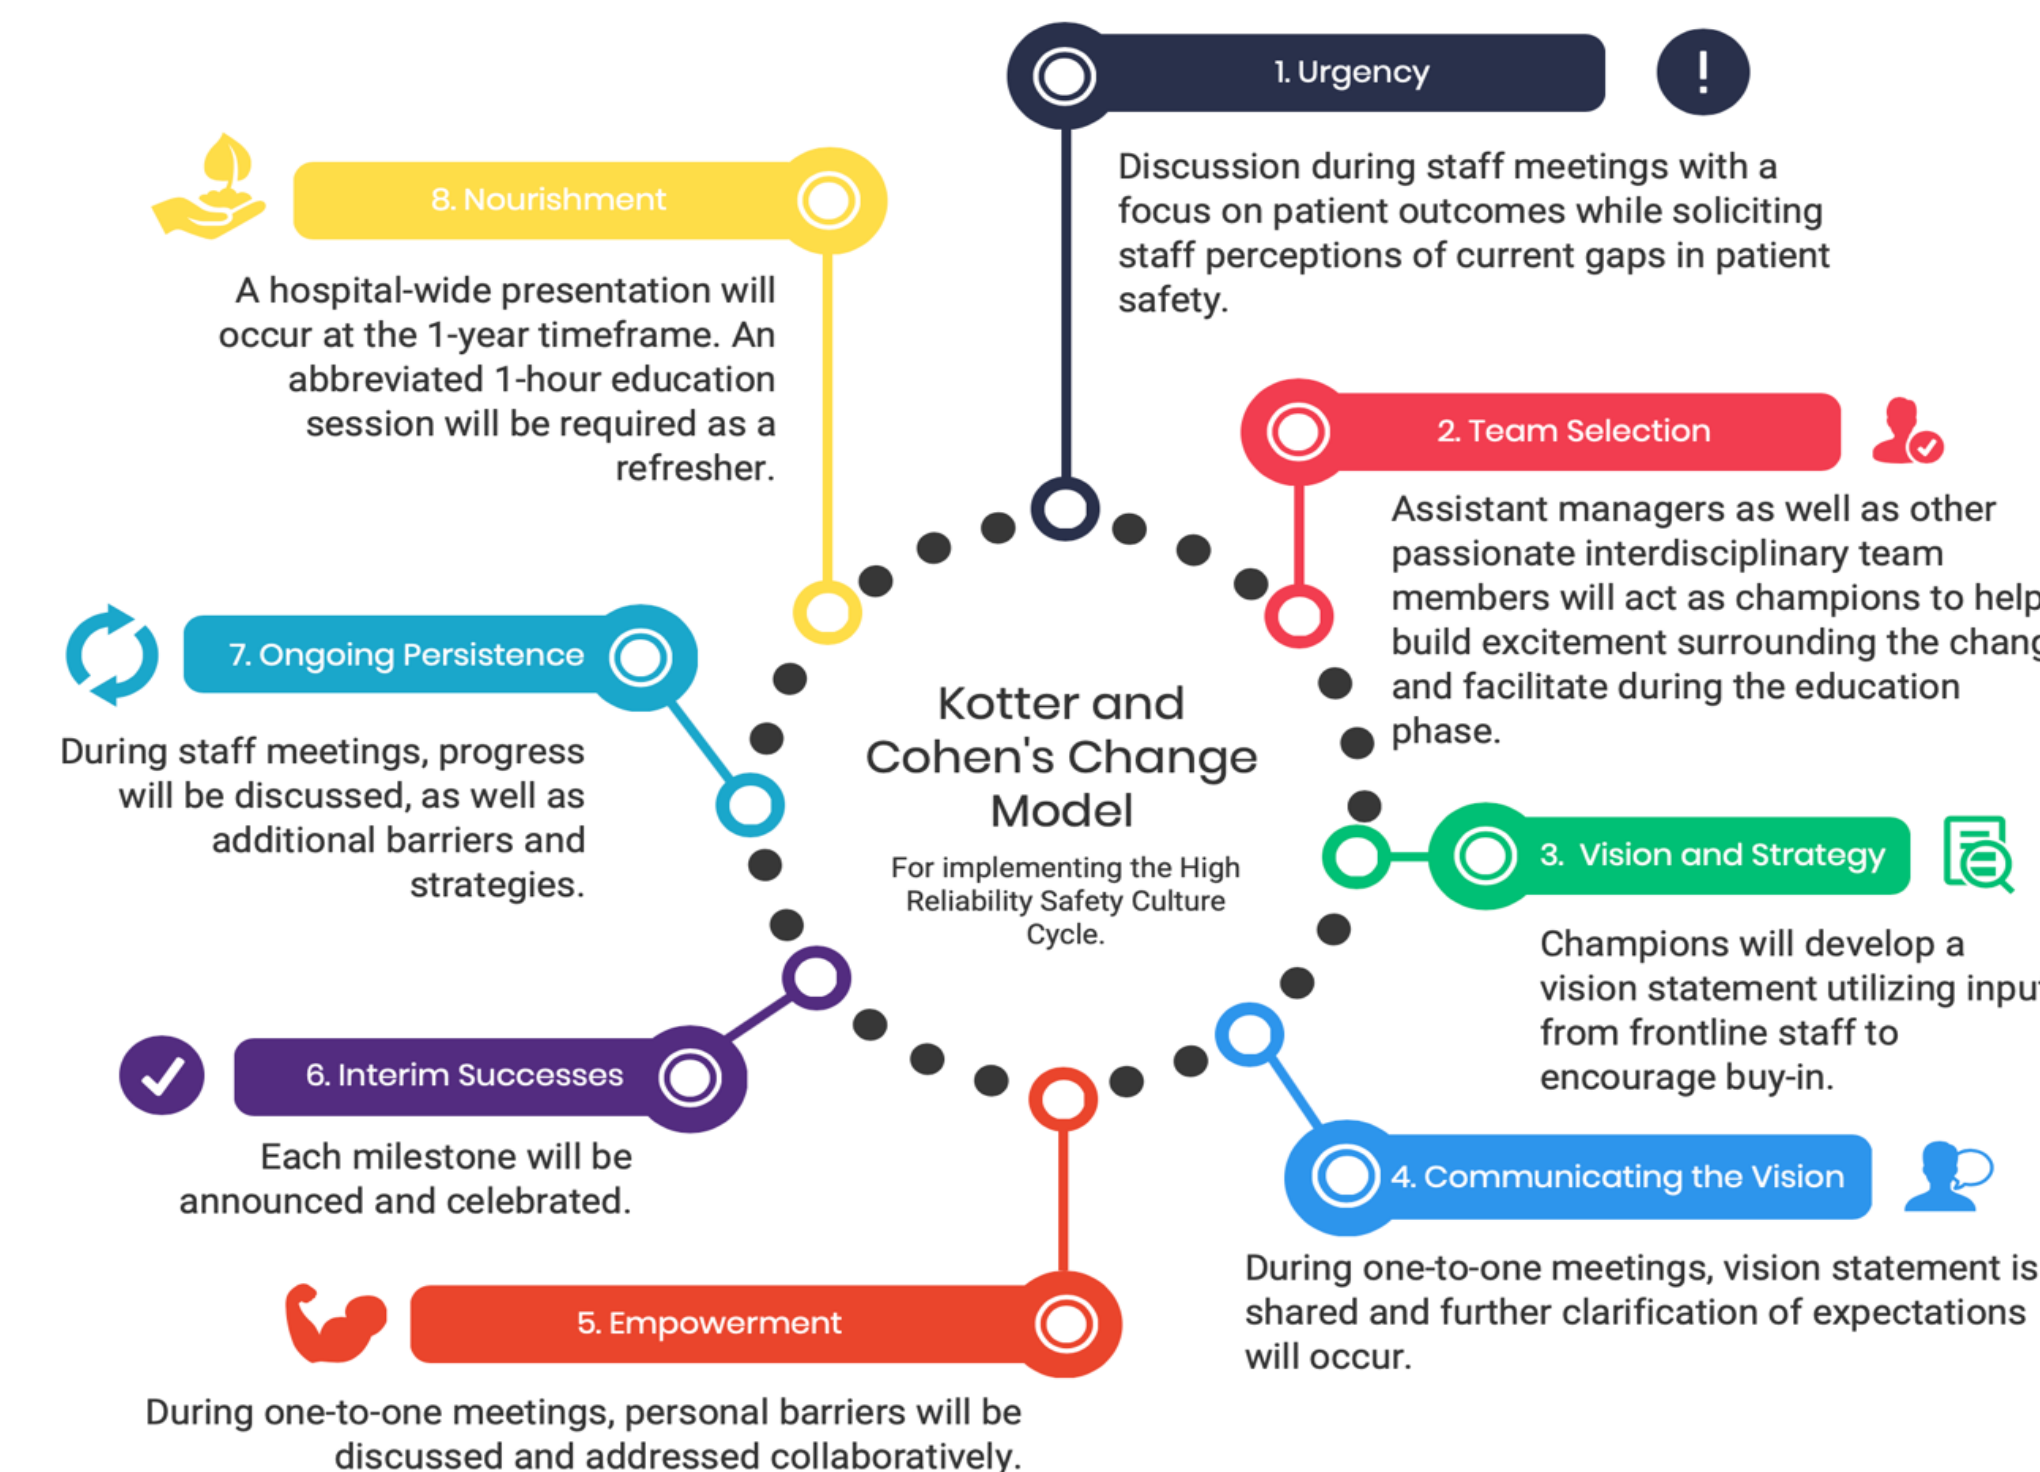 1. Urgency
!
Discussion during staff meetings with a
focus on patient outcomes while soliciting
staff perceptions of current gaps in patient
safety.
2. Team Selection
Assistant managers as well as other
passionate interdisciplinary team
members will act as champions to help
build excitement surrounding the
and facilitate during the education
phase.
3. Vision and Strategy
Champions will develop a
vision statement utilizing
from frontline staff to
encourage buy-in.
4. Communicating the Vision
During one-to-one meetings, vision statement is
shared and further clarification of expectations
will occur.
5. Empowerment
During one-to-one meetings, personal barriers will be
discussed and addressed collaboratively.
6. Interim Successes
Each milestone will be
announced and celebrated.
7. Ongoing Persistence
During staff meetings, progress
will be discussed, as well as
additional barriers and
strategies.
8. Nourishment
A hospital-wide presentation will
occur at the 1-year timeframe. An
abbreviated 1-hour education
session will be required as a
refresher.
Kotter and
Cohen's Change
Model
For implementing the High
Reliability Safety Culture
Cycle.